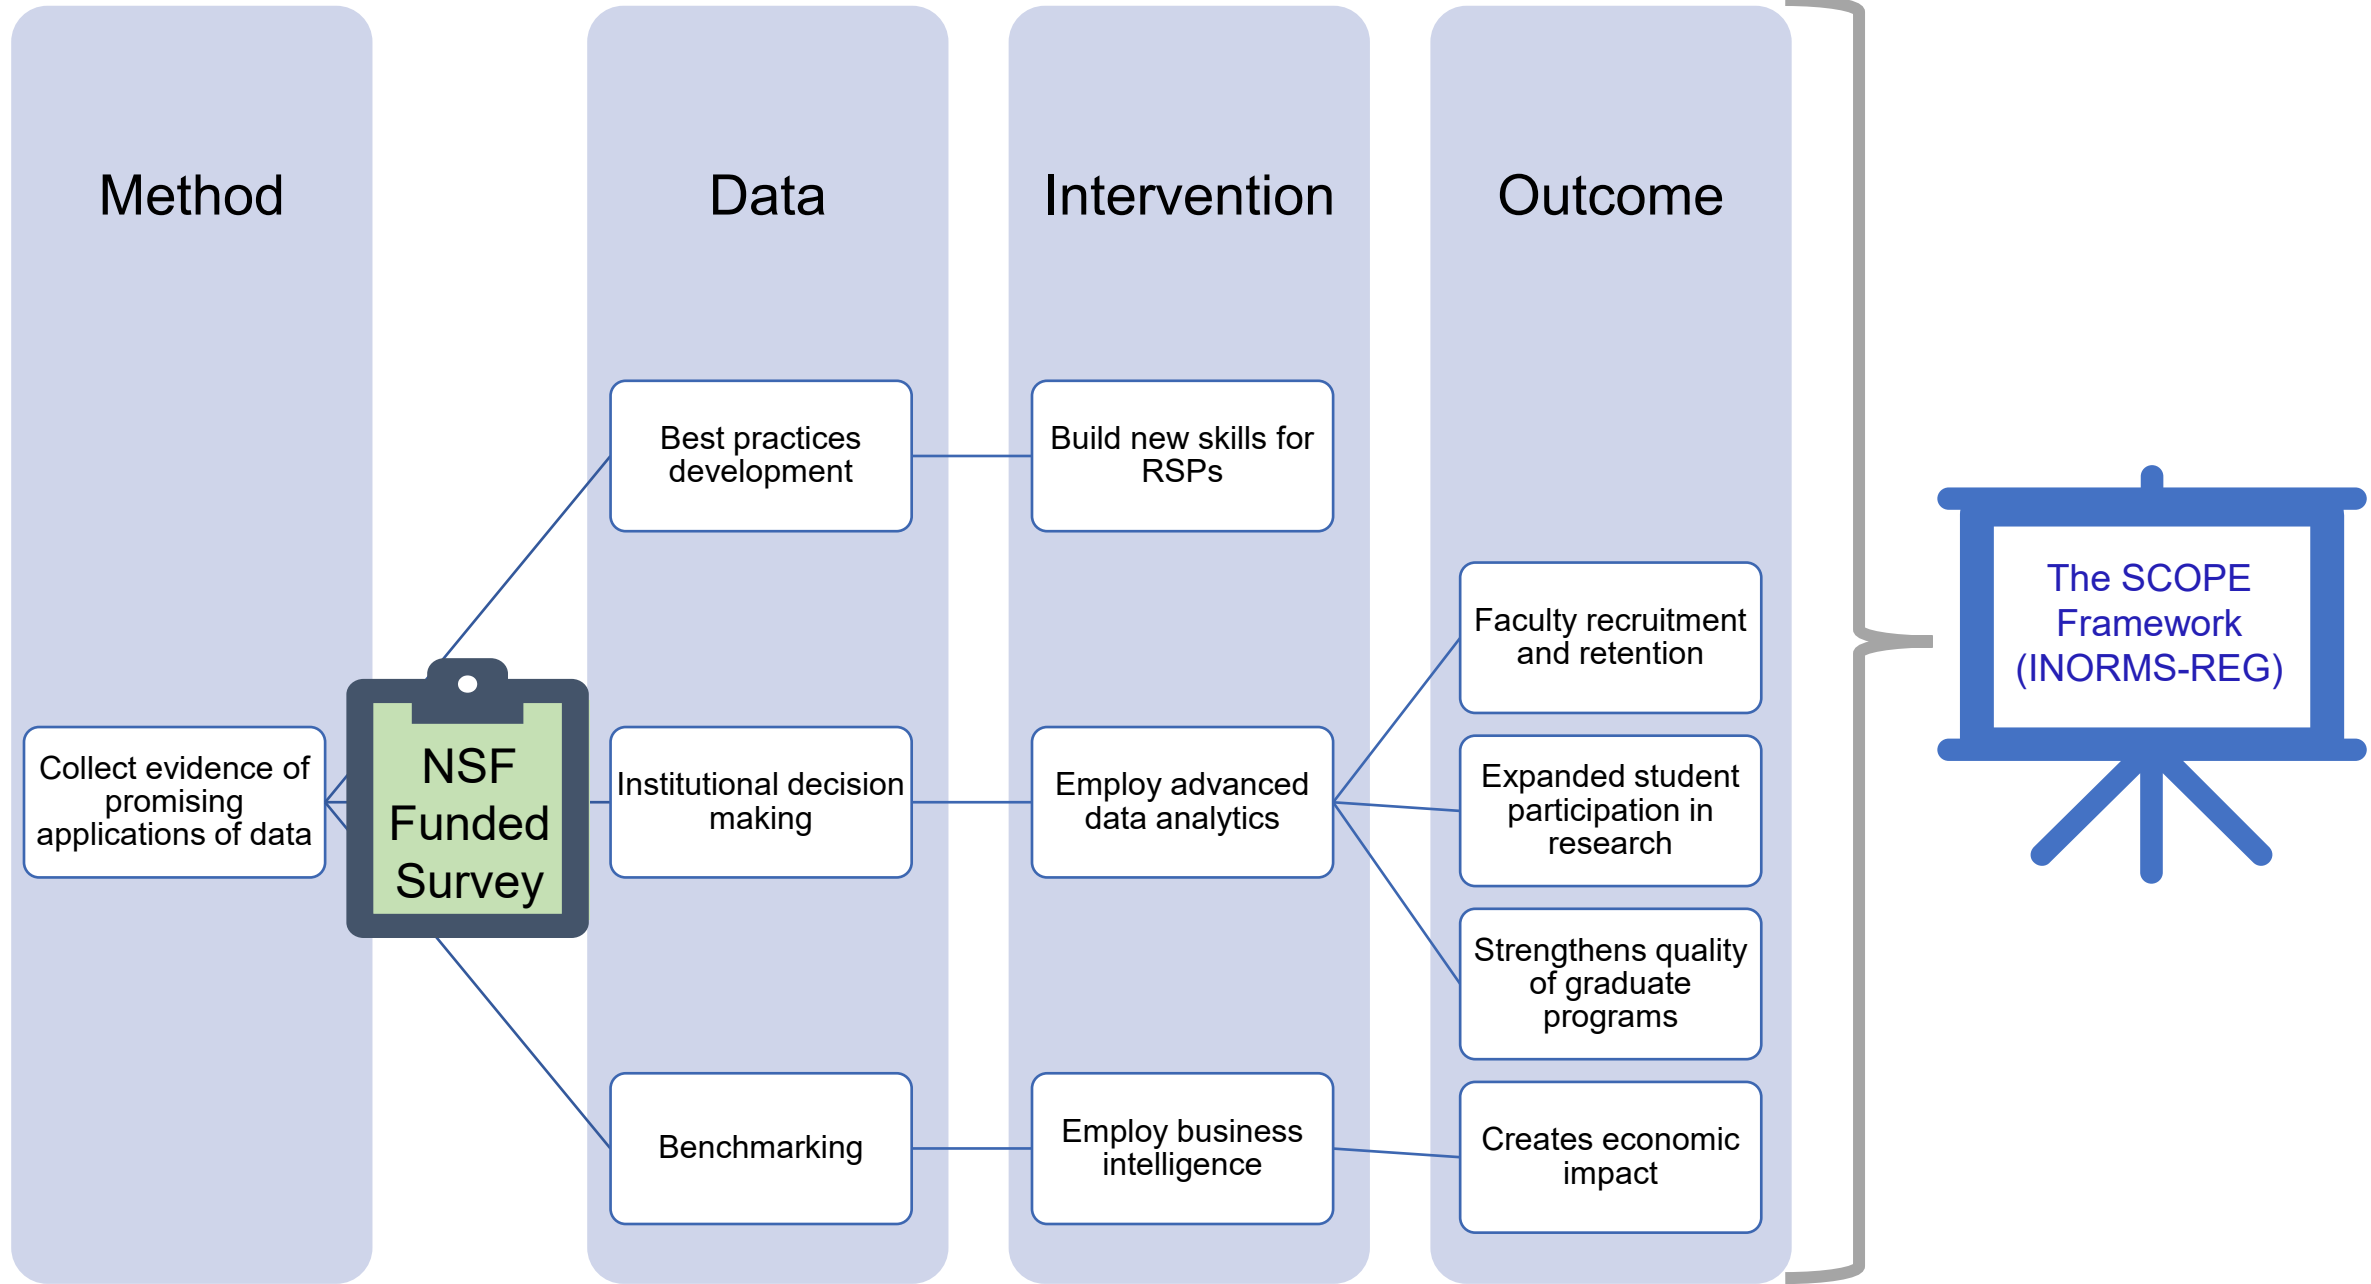 Method
Data
Intervention
Outcome
Collect evidence of
promising
applications of data
NSF
Funded
Survey
Best practices
development
Institutional decision
making
Benchmarking
Build new skills for
RSPs
Employ advanced
data analytics
Employ business
intelligence
Faculty recruitment
and retention
Expanded student
participation in
research
Strengthens quality
of graduate
programs
Creates economic
impact
The SCOPE
Framework
(INORMS-REG)